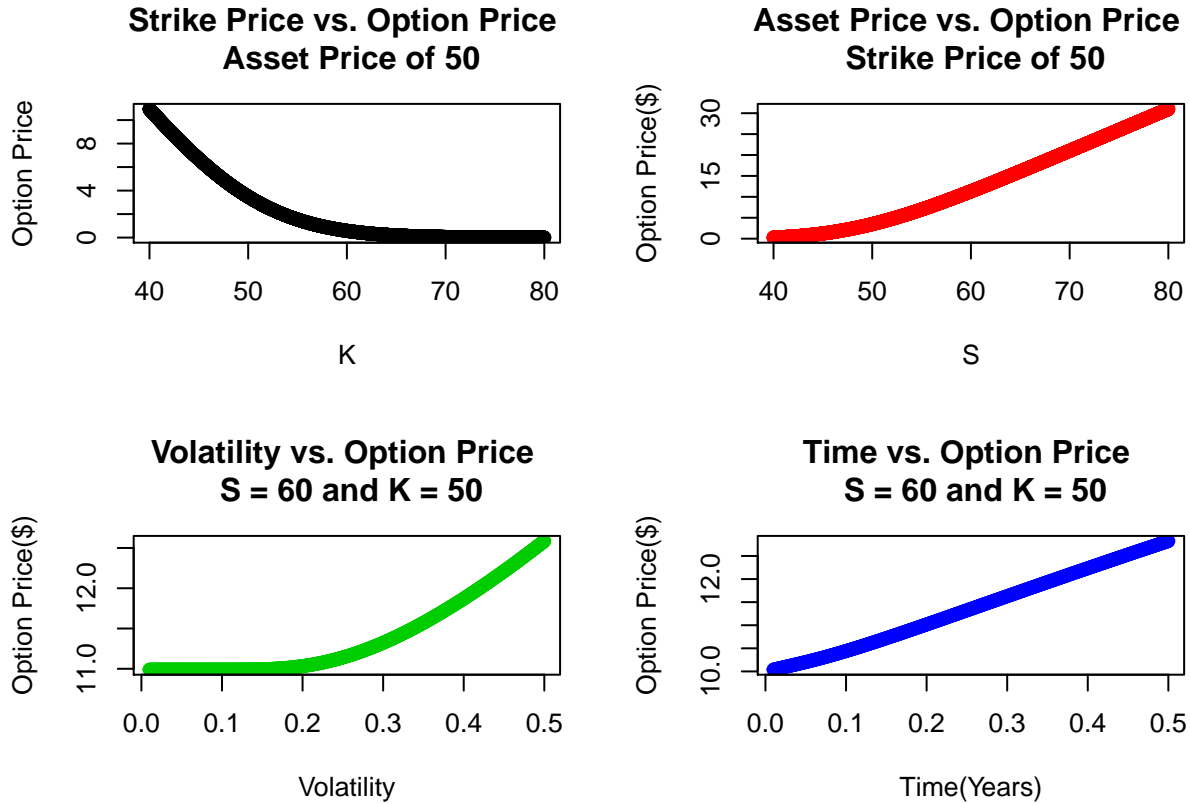 Strike Price vs. Option Price
Asset Price of 50
Option Price
0
4
8
40 50 60 70 80
K
Asset Price vs. Option Price
Strike Price of 50
Option Price($)
0
15
30
40 50 60 70 80
S
Volatility vs. Option Price
S = 60 and K = 50
Option Price($)
11.0
12.0
0.0 0.1 0.2 0.3 0.4 0.5
Volatility
Time vs. Option Price
S = 60 and K = 50
Option Price($)
10.0
12.0
0.0 0.1 0.2 0.3 0.4 0.5
Time(Years)